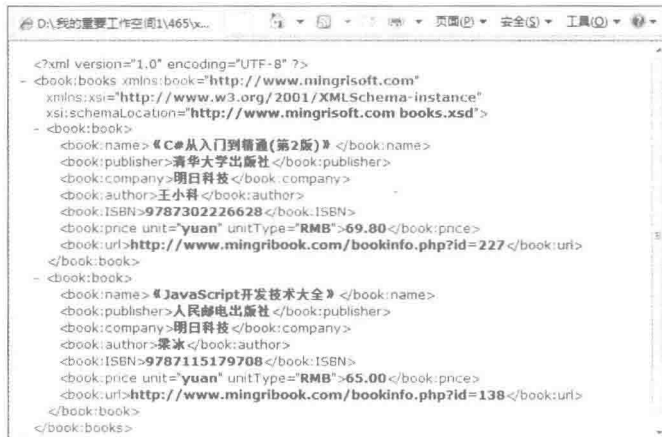 D:\我的重要工作空间1\465\x... 页面(P) 安全(S) 工具(O)
<?xml version="1.0" encoding="UTF-8" ?>
- <book:books xmlns:book="http://www.mingrisoft.com"
xmlns:xsi="http://www.w3.org/2001/XMLSchema-instance"
xsi:schemaLocation="http://www.mingrisoft.com books.xsd">
- <book:book>
<book:name>《C#从入门到精通(第2版)》</book:name>
<book:publisher>清华大学出版社</book:publisher>
<book:company>明日科技</book:company>
<book:author>王小科</book:author>
<book:ISBN>9787302226628</book:ISBN>
<book:price unit="yuan" unitType="RMB">69.80</book:price>
<book:url>http://www.mingribook.com/bookinfo.php?id=227</book:url>
</book:book>
- <book:book>
<book:name>《JavaScript开发技术大全》</book:name>
<book:publisher>人民邮电出版社</book:publisher>
<book:company>明日科技</book:company>
<book:author>梁冰</book:author>
<book:ISBN>9787115179708</book:ISBN>
<book:price unit="yuan" unitType="RMB">65.00</book:price>
<book:url>http://www.mingribook.com/bookinfo.php?id=138</book:url>
</book:book>
</book:books>